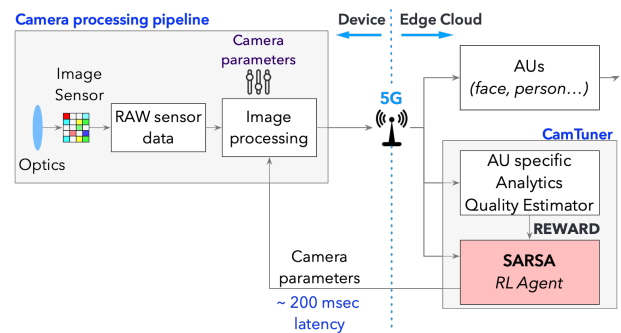 Camera processing pipeline
Device
Edge Cloud
Camera
parameters
Image
Sensor
RAW sensor
data
Image
processing
Optics
5G
AUs
(face, person...)
CamTuner
AU specific
Analytics
Quality Estimator
REWARD
SARSA
RL Agent
Camera
parameters
~ 200 msec
latency